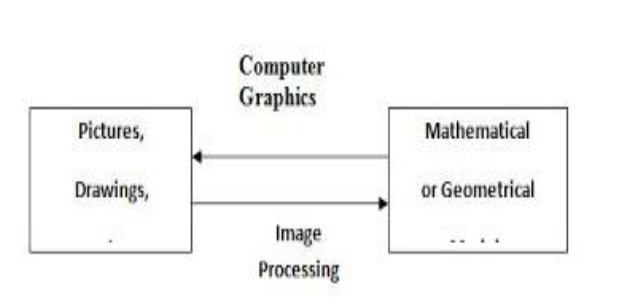 Computer
Graphics
Pictures,
Drawings,
Mathematical
or Geometrical
Image
Processing